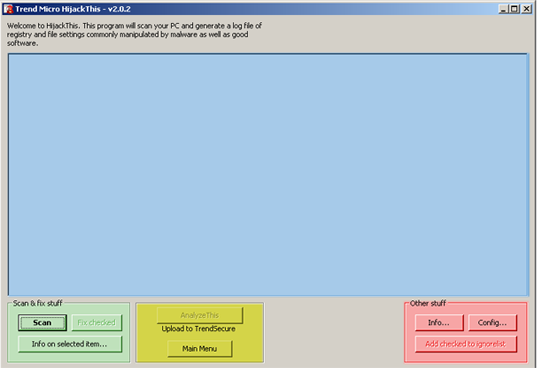 Trend Micro HijackThis - v2.0.2
Welcome to HijackThis. This program will scan your PC and generate a log file of
registry and file settings commonly manipulated by malware as well as good
software.
Scan & fix stuff
Scan
Fix checked
Info on selected item...
AnalyzeThis
Upload to TrendSecure
Main Menu
Other stuff
Info...
Config...
Add checked to ignorelist